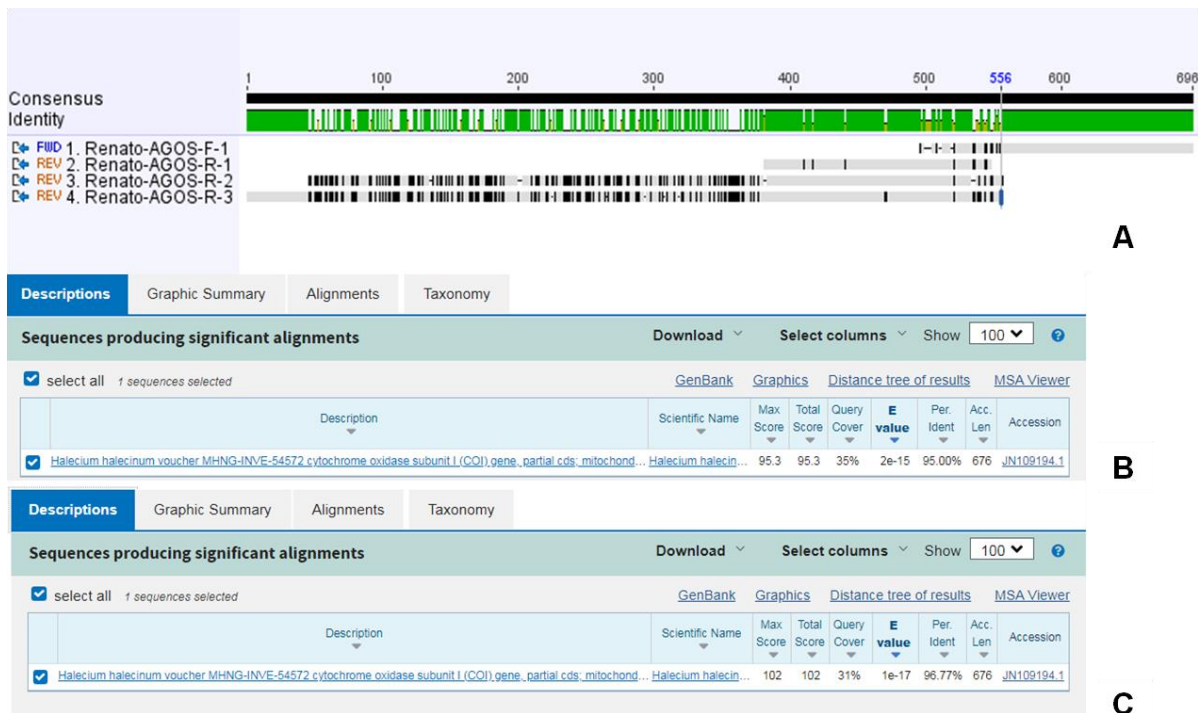 1 100 200 300 400 500 556 600 696
Consensus
Identity
FWD 1. Renato-AGOS-F-1
REV 2. Renato-AGOS-R-1
REV 3. Renato-AGOS-R-2
REV 4. Renato-AGOS-R-3
A
Descriptions Graphic Summary Alignments Taxonomy
Sequences producing significant alignments Download Select columns Show 100
select all 1 sequences selected GenBank Graphics Distance tree of results MSA Viewer
Description Scientific Name Max Score Total Score Query Cover E value Per. Ident Acc. Len Accession
Halecium halecinum voucher MHNG-INVE-54572 cytochrome oxidase subunit I (COI) gene, partial cds; mitochond... Halecium halecin... 95.3 95.3 35% 2e-15 95.00% 676 JN109194.1
B
Descriptions Graphic Summary Alignments Taxonomy
Sequences producing significant alignments Download Select columns Show 100
select all 1 sequences selected GenBank Graphics Distance tree of results MSA Viewer
Description Scientific Name Max Score Total Score Query Cover E value Per. Ident Acc. Len Accession
Halecium halecinum voucher MHNG-INVE-54572 cytochrome oxidase subunit I (COI) gene, partial cds; mitochond... Halecium halecin... 102 102 31% 1e-17 96.77% 676 JN109194.1
C